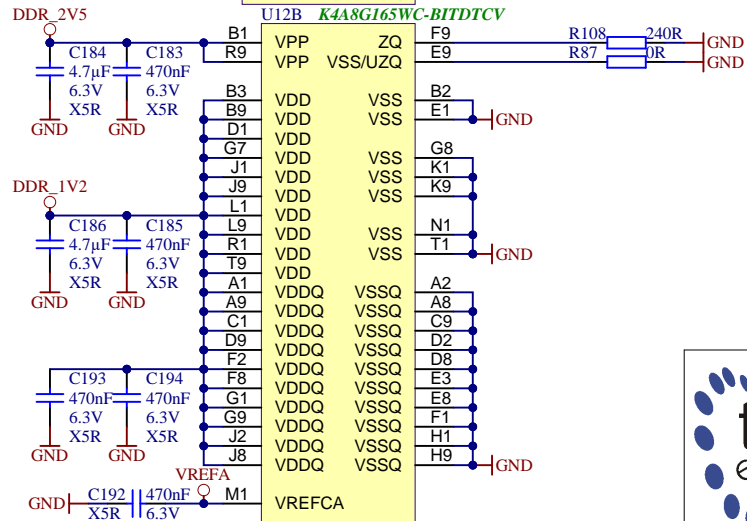 U12B K4A8G165WC-BITDTCV
DDR_2V5
B1 VPP ZQ F9 R108 240R GND
R9 VPP VSS/UZQ E9 R87 0R GND
C184 C183
4.7µF 470nF
6.3V 6.3V
X5R X5R
GND GND
B3 VDD VSS B2
B9 VDD VSS E1 GND
D1 VDD
G7 VDD VSS G8
J1 VDD VSS K1
J9 VDD VSS K9
DDR_1V2
L1 VDD
L9 VDD VSS N1
R1 VDD VSS T1 GND
T9 VDD
C186 C185
4.7µF 470nF
6.3V 6.3V
X5R X5R
GND GND
A1 VDDQ VSSQ A2
A9 VDDQ VSSQ A8
C1 VDDQ VSSQ C9
D9 VDDQ VSSQ D2
F2 VDDQ VSSQ D8
F8 VDDQ VSSQ E3
G1 VDDQ VSSQ E8
G9 VDDQ VSSQ F1
J2 VDDQ VSSQ H1
J8 VDDQ VSSQ H9 GND
C193 C194
470nF 470nF
6.3V 6.3V
X5R X5R
GND GND
VREFA
GND C192 470nF M1 VREFCA
X5R 6.3V